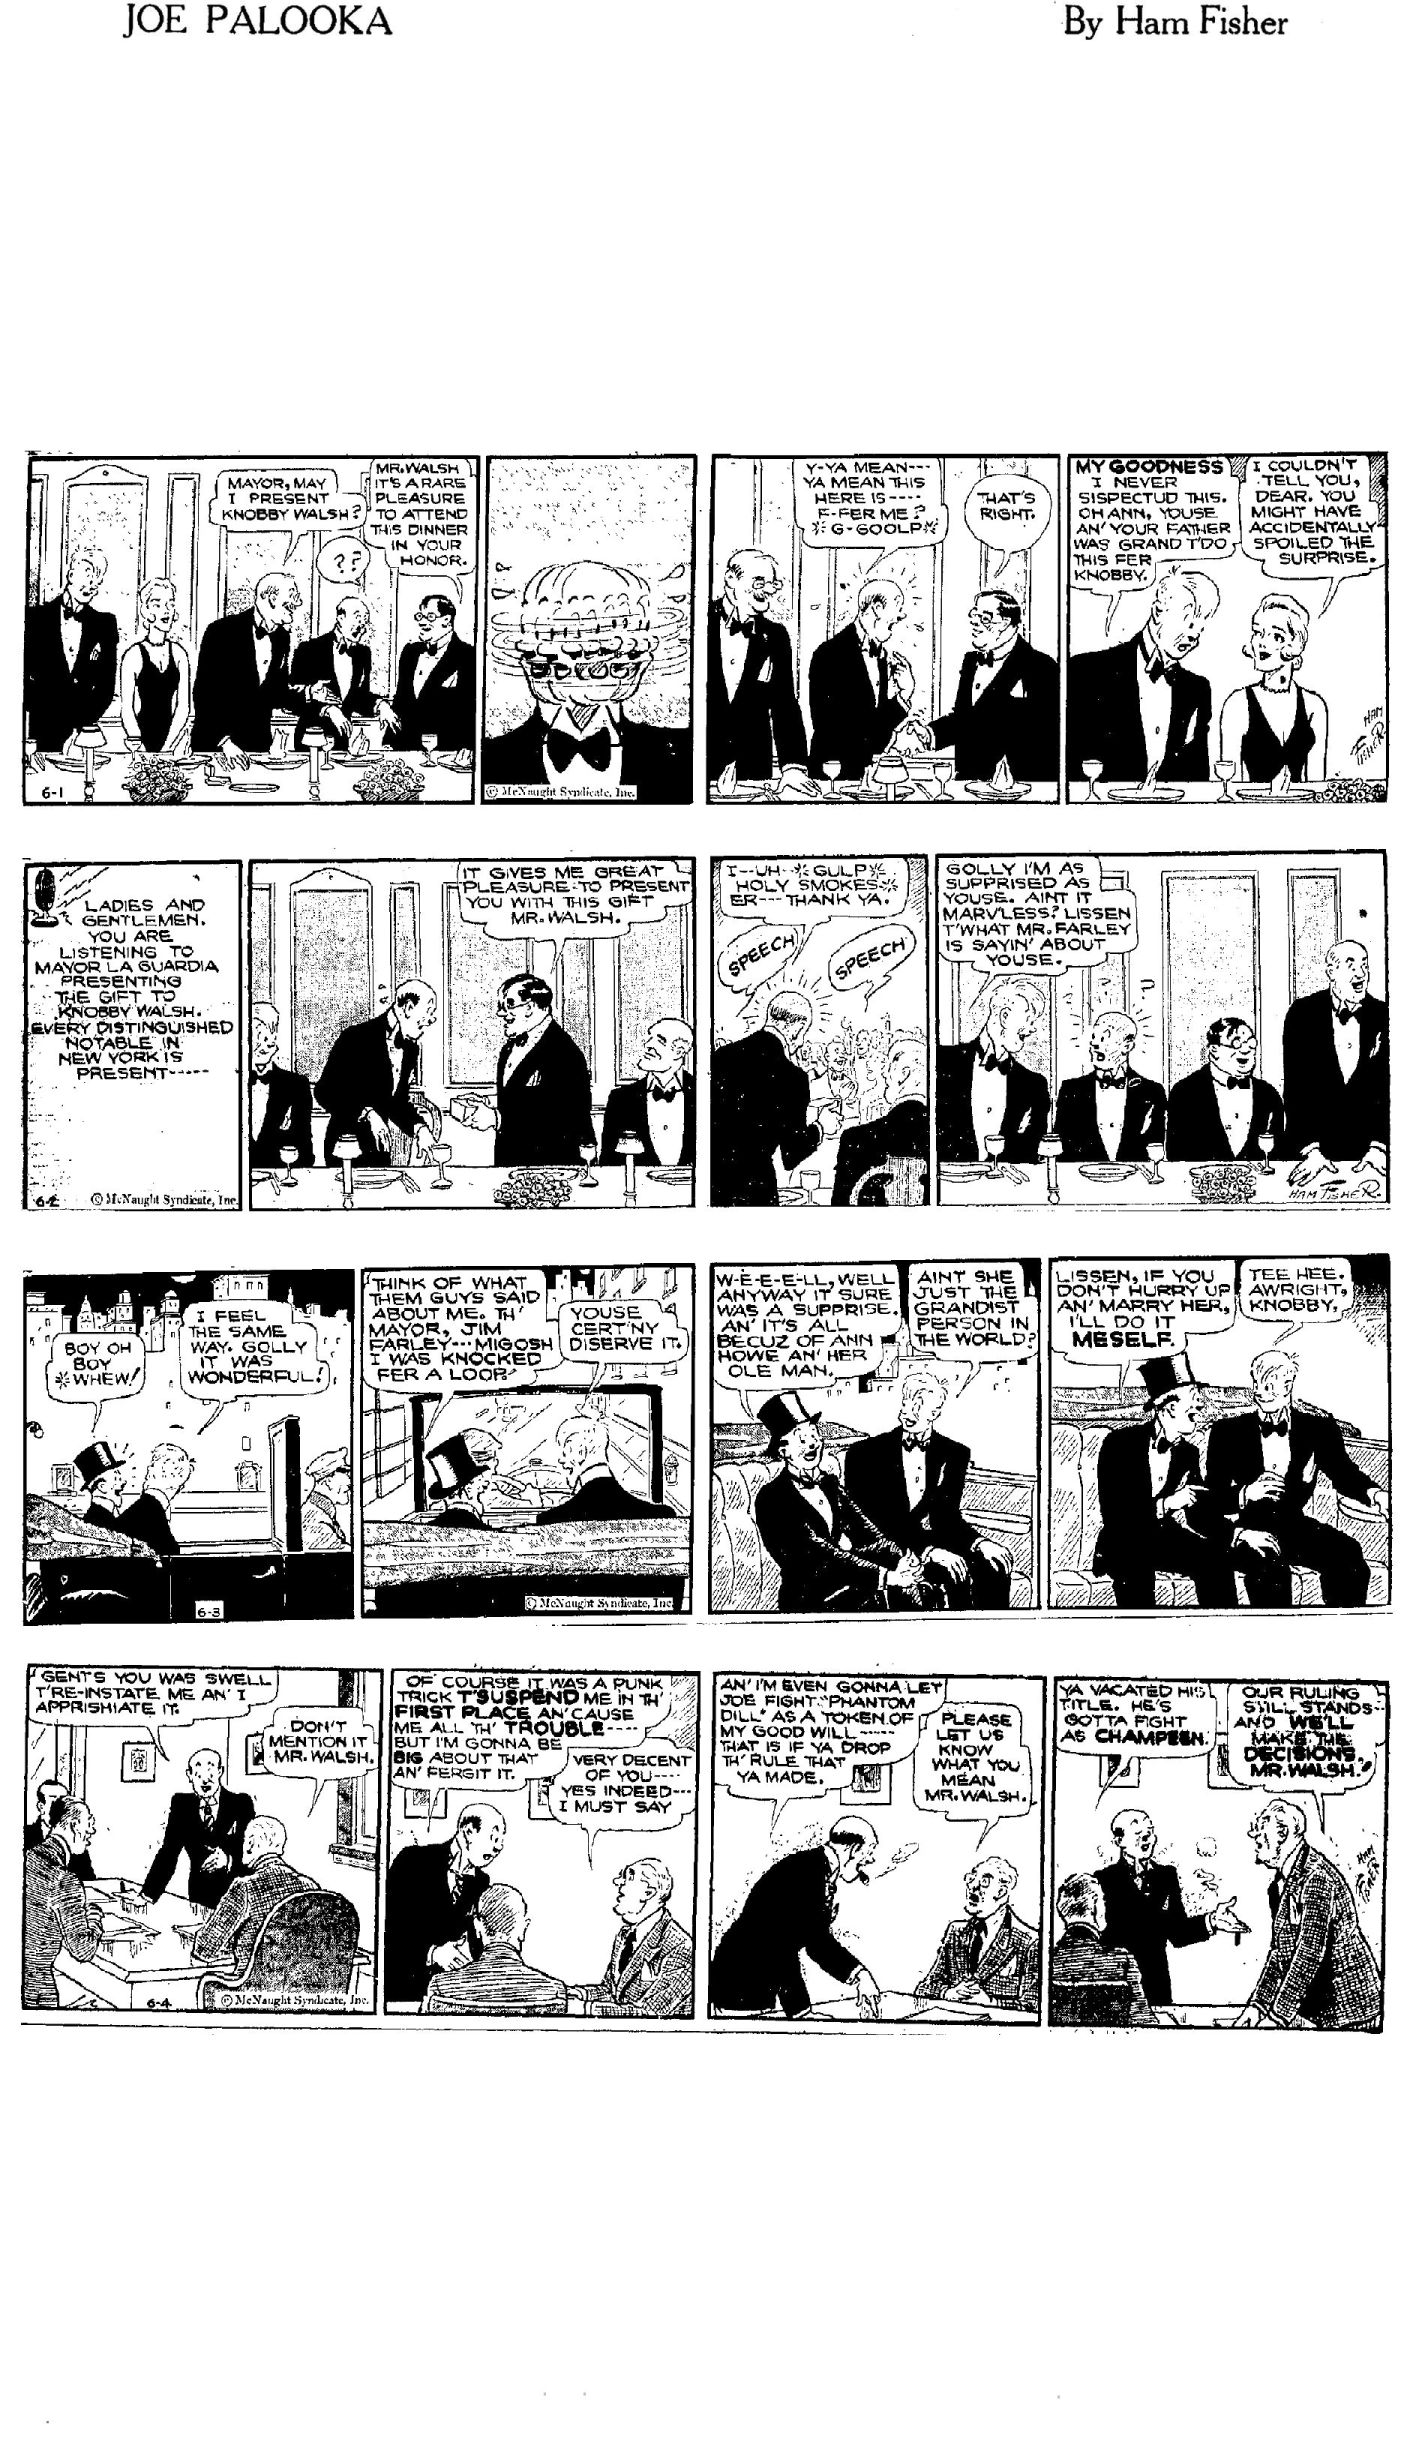 JOE PALOOKA
By Ham Fisher
MAYOR, MAY
I PRESENT
KNOBBY WALSH?
??
MR. WALSH
IT'S A RARE
PLEASURE
TO ATTEND
THIS DINNER
IN YOUR
HONOR.
6-1
© McNaught Syndicate, Inc.
Y-YA MEAN---
YA MEAN THIS
HERE IS ----
F-FER ME?
G-GOOLP
THAT'S
RIGHT.
MY GOODNESS
I NEVER
SISPECTUD THIS.
OH ANN, YOUSE
AN' YOUR FATHER
WAS GRAND T'DO
THIS FER
KNOBBY.
I COULDN'T
TELL YOU,
DEAR. YOU
MIGHT HAVE
ACCIDENTALLY
SPOILED THE
SURPRISE.
HAM
FISHER
LADIES AND
GENTLEMEN.
YOU ARE
LISTENING TO
MAYOR LA GUARDIA
PRESENTING
THE GIFT TO
KNOBBY WALSH.
EVERY DISTINGUISHED
NOTABLE IN
NEW YORK IS
PRESENT-----
6-2
© McNaught Syndicate, Inc.
IT GIVES ME GREAT
PLEASURE TO PRESENT
YOU WITH THIS GIFT
MR. WALSH.
I--UH-- GULP
HOLY SMOKES--
ER--- THANK YA.
SPEECH
SPEECH
GOLLY I'M AS
SUPPRISED AS
YOUSE. AINT IT
MARV'LESS? LISSEN
T'WHAT MR. FARLEY
IS SAYIN' ABOUT
YOUSE.
HAM FISHER.
BOY OH
BOY
WHEW!
I FEEL
THE SAME
WAY. GOLLY
IT WAS
WONDERFUL!
6-3
THINK OF WHAT
THEM GUYS SAID
ABOUT ME. TH'
MAYOR, JIM
FARLEY--- MIGOSH
I WAS KNOCKED
FER A LOOP
YOUSE
CERT'NY
DISERVE IT.
© McNaught Syndicate, Inc.
W-E-E-E-LL, WELL
ANYWAY IT SURE
WAS A SUPPRISE.
AN' IT'S ALL
BECUZ OF ANN
HOWE AN' HER
OLE MAN.
AINT SHE
JUST THE
GRANDIST
PERSON IN
THE WORLD?
LISSEN, IF YOU
DON'T HURRY UP
AN' MARRY HER,
I'LL DO IT
MESELF.
TEE HEE.
AWRIGHT,
KNOBBY.
GENTS YOU WAS SWELL
T'RE-INSTATE ME AN' I
APPRISHIATE IT.
DON'T
MENTION IT
MR. WALSH.
6-4
© McNaught Syndicate, Inc.
OF COURSE IT WAS A PUNK
TRICK T'SUSPEND ME IN TH'
FIRST PLACE AN' CAUSE
ME ALL TH' TROUBLE----
BUT I'M GONNA BE
BIG ABOUT THAT
AN' FERGIT IT.
VERY DECENT
OF YOU----
YES INDEED---
I MUST SAY
AN' I'M EVEN GONNA LET
JOE FIGHT "PHANTOM
DILL" AS A TOKEN OF
MY GOOD WILL -----
THAT IS IF YA DROP
TH' RULE THAT
YA MADE.
PLEASE
LET US
KNOW
WHAT YOU
MEAN
MR. WALSH.
YA VACATED HIS
TITLE. HE'S
GOTTA FIGHT
AS CHAMPEEN.
OUR RULING
STILL STANDS--
AND WE'LL
MAKE THE
DECISIONS,
MR. WALSH!
HAM
FISHER